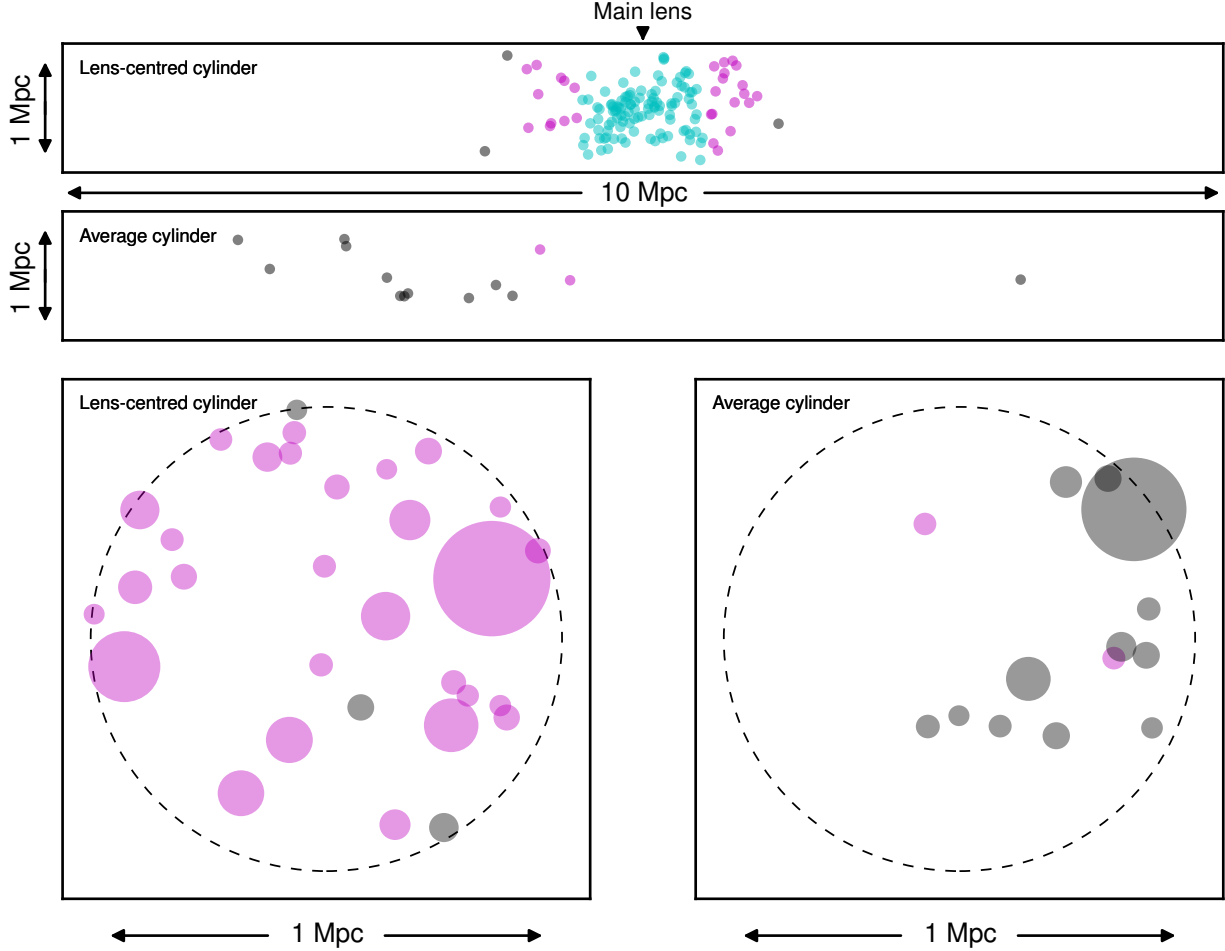 Main lens
Lens-centred cylinder
1 Mpc
10 Mpc
Average cylinder
1 Mpc
Lens-centred cylinder
Average cylinder
1 Mpc
1 Mpc